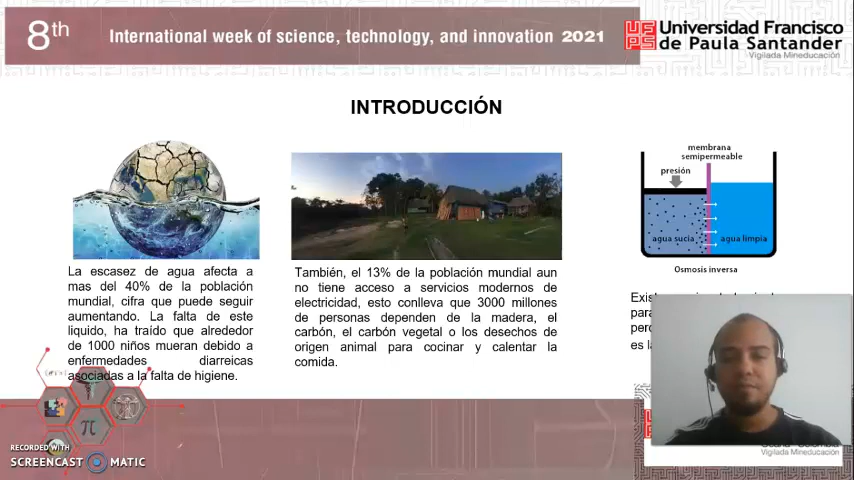 8th
International week of science, technology, and innovation 2021
Universidad Francisco
de Paula Santander
Vigilada Mineducación
INTRODUCCIÓN
La escasez de agua afecta a
mas del 40% de la población
mundial, cifra que puede seguir
aumentando. La falta de este
liquido, ha traído que alrededor
de 1000 niños mueran debido a
enfermedades diarreicas
asociadas a la falta de higiene.
También, el 13% de la población mundial aun
no tiene acceso a servicios modernos de
electricidad, esto conlleva que 3000 millones
de personas dependen de la madera, el
carbón, el carbón vegetal o los desechos de
origen animal para cocinar y calentar la
comida.
membrana
semipermeable
presión
agua sucia
agua limpia
Osmosis inversa
es
π
RECORDED WITH
SCREENCAST MATIC
Vigilada Mineducación